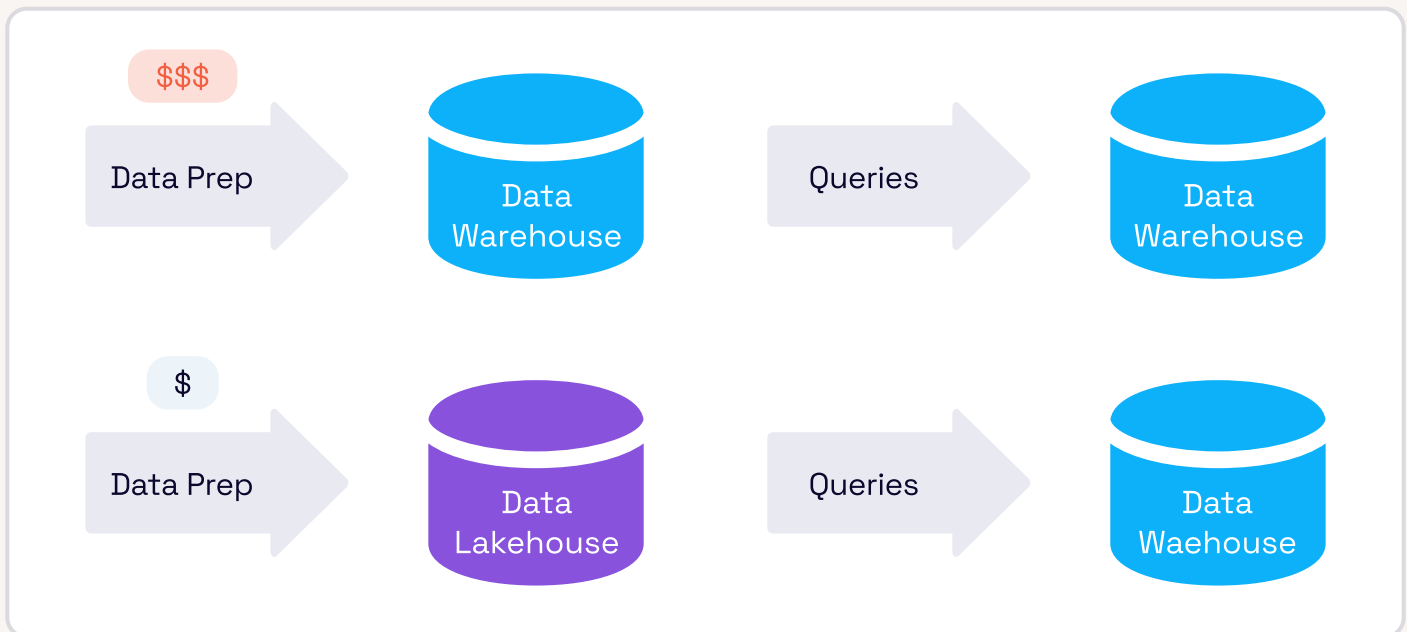 $$$
Data Prep
Data
Warehouse
Queries
Data
Warehouse
$
Data Prep
Data
Lakehouse
Queries
Data
Waehouse